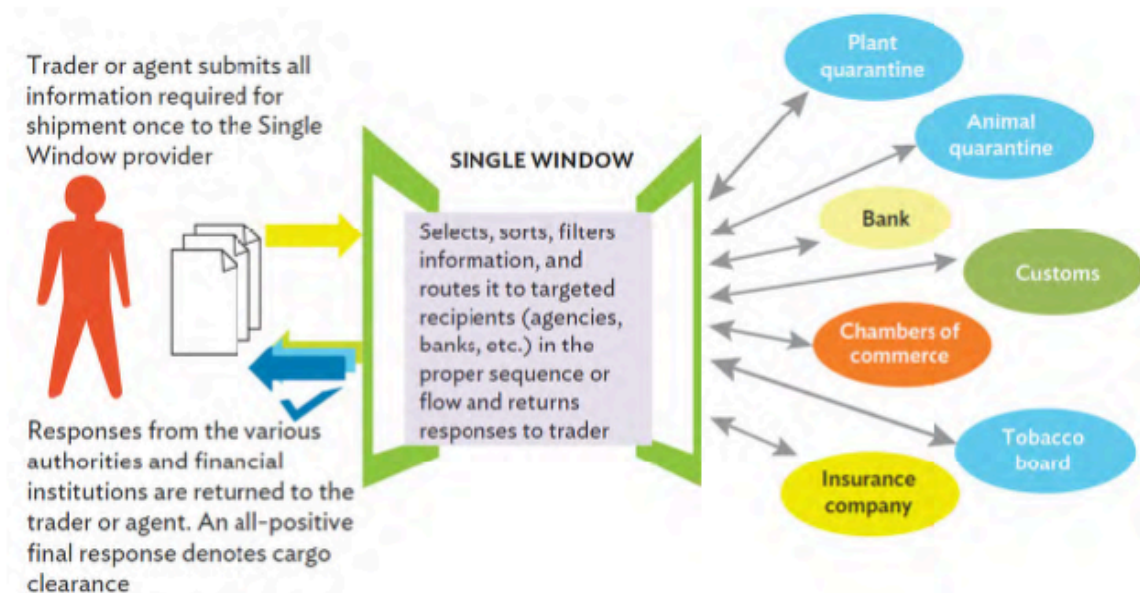 Trader or agent submits all
information required for
shipment once to the Single
Window provider
SINGLE WINDOW
Selects, sorts, filters
information, and
routes it to targeted
recipients (agencies,
banks, etc.) in the
proper sequence or
flow and returns
responses to trader
Responses from the various
authorities and financial
institutions are returned to the
trader or agent. An all-positive
final response denotes cargo
clearance
Plant
quarantine
Animal
quarantine
Bank
Customs
Chambers of
commerce
Tobacco
board
Insurance
company